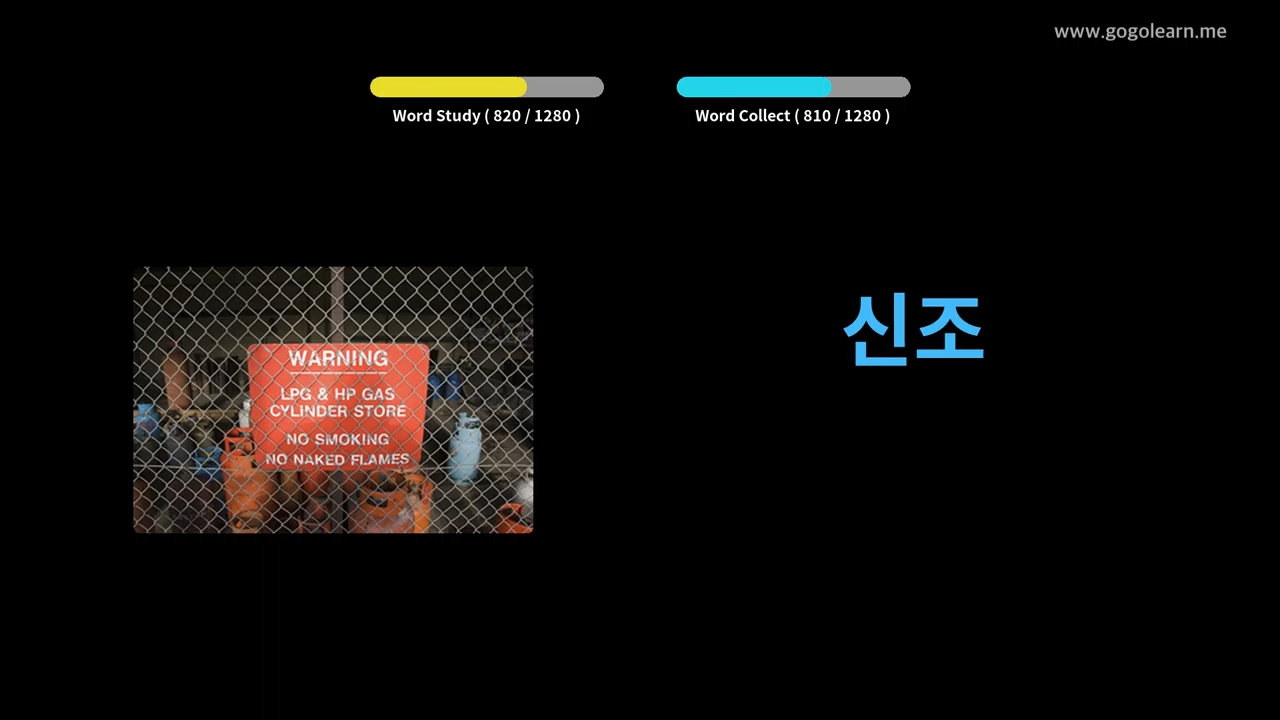 www.gogolearn.me
Word Study ( 820 / 1280 )
Word Collect ( 810 / 1280 )
신조
WARNING
LPG & HP GAS
CYLINDER STORE
NO SMOKING
NO NAKED FLAMES